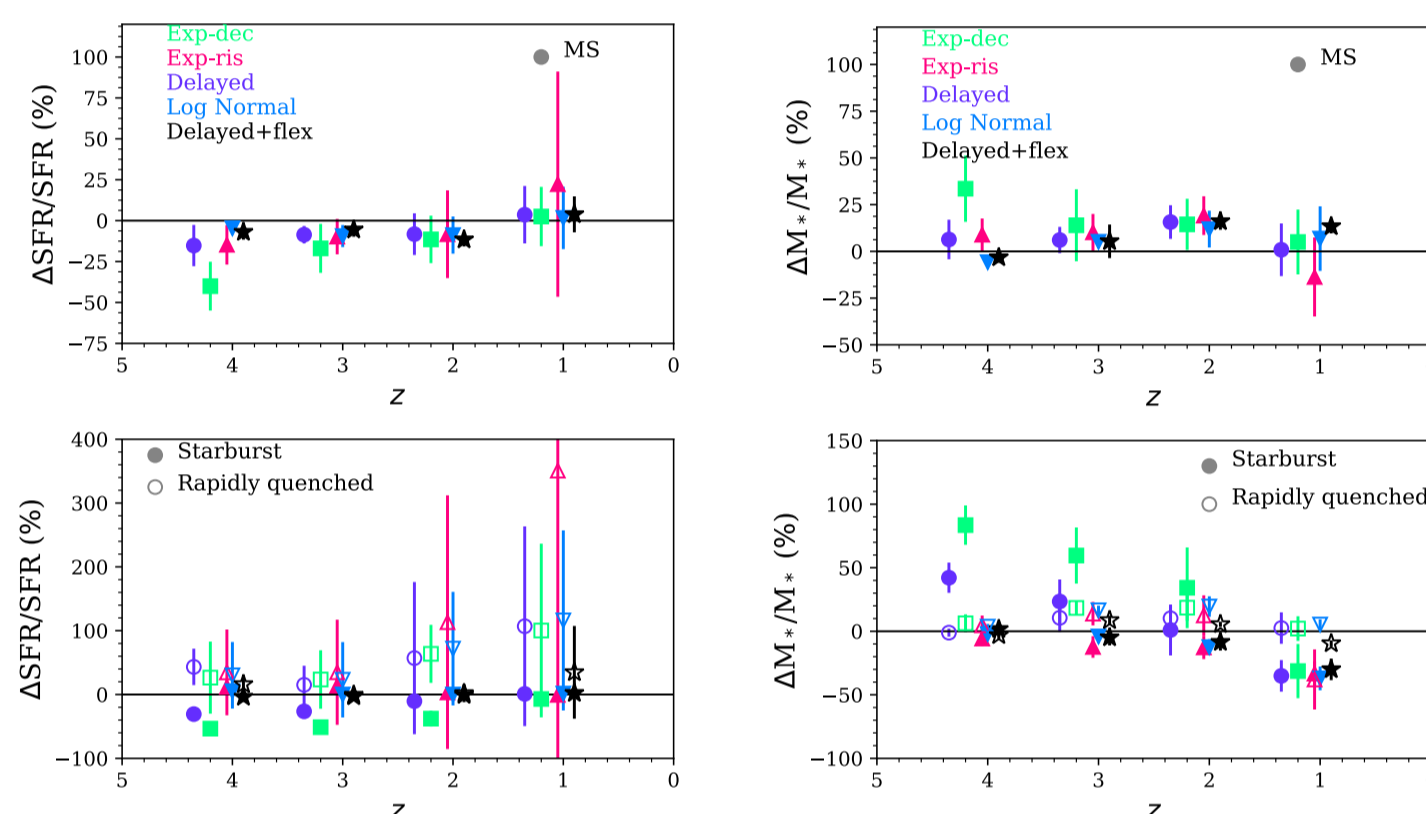 Exp-dec
Exp-ris
Delayed
Log Normal
Delayed+flex
MS
100
75
50
25
0
−25
−50
−75
ΔSFR/SFR (%)
5 4 3 2 1 0
z
Exp-dec
Exp-ris
Delayed
Log Normal
Delayed+flex
MS
100
75
50
25
0
−25
−50
ΔM*/M* (%)
5 4 3 2 1
z
Starburst
Rapidly quenched
400
300
200
100
0
−100
ΔSFR/SFR (%)
5 4 3 2 1 0
z
Starburst
Rapidly quenched
150
100
50
0
−50
−100
ΔM*/M* (%)
5 4 3 2 1
z